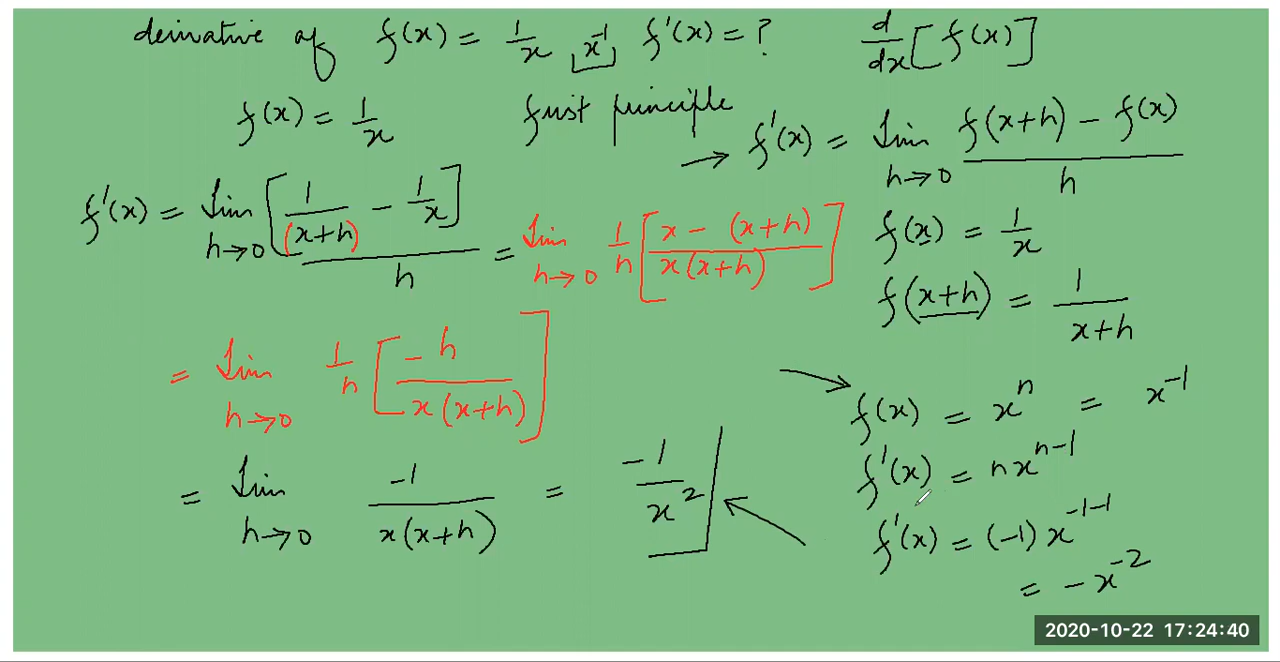 derivative of f(x) = 1/x x⁻¹ f'(x) = ? d/dx [f(x)]
f(x) = 1/x first principle
→ f'(x) = Lim h→0 f(x+h) − f(x) / h
f'(x) = Lim h→0 [1/(x+h) − 1/x] / h = Lim h→0 1/h [x − (x+h) / x(x+h)]
f(x) = 1/x
f(x+h) = 1/x+h
= Lim h→0 1/h [−h / x(x+h)]
f(x) = xⁿ = x⁻¹
f'(x) = nxⁿ⁻¹
= Lim h→0 −1 / x(x+h) = −1/x²
f'(x) = (−1) x⁻¹⁻¹
= −x⁻²
2020-10-22 17:24:40